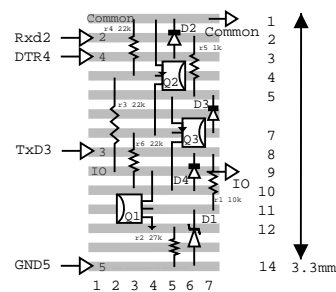 Common
Common
1
r4 22k
D2
Rxd2
2
2
r5 1k
3
DTR4
4
4
Q2
5
r3 22k
D3
r6 22k
Q3
7
8
TxD3
3
IO
D4
9
IO
10
r1 10k
11
Q1
D1
12
r2 27k
GND5
5
14
3.3mm
1 2 3 4 5 6 7